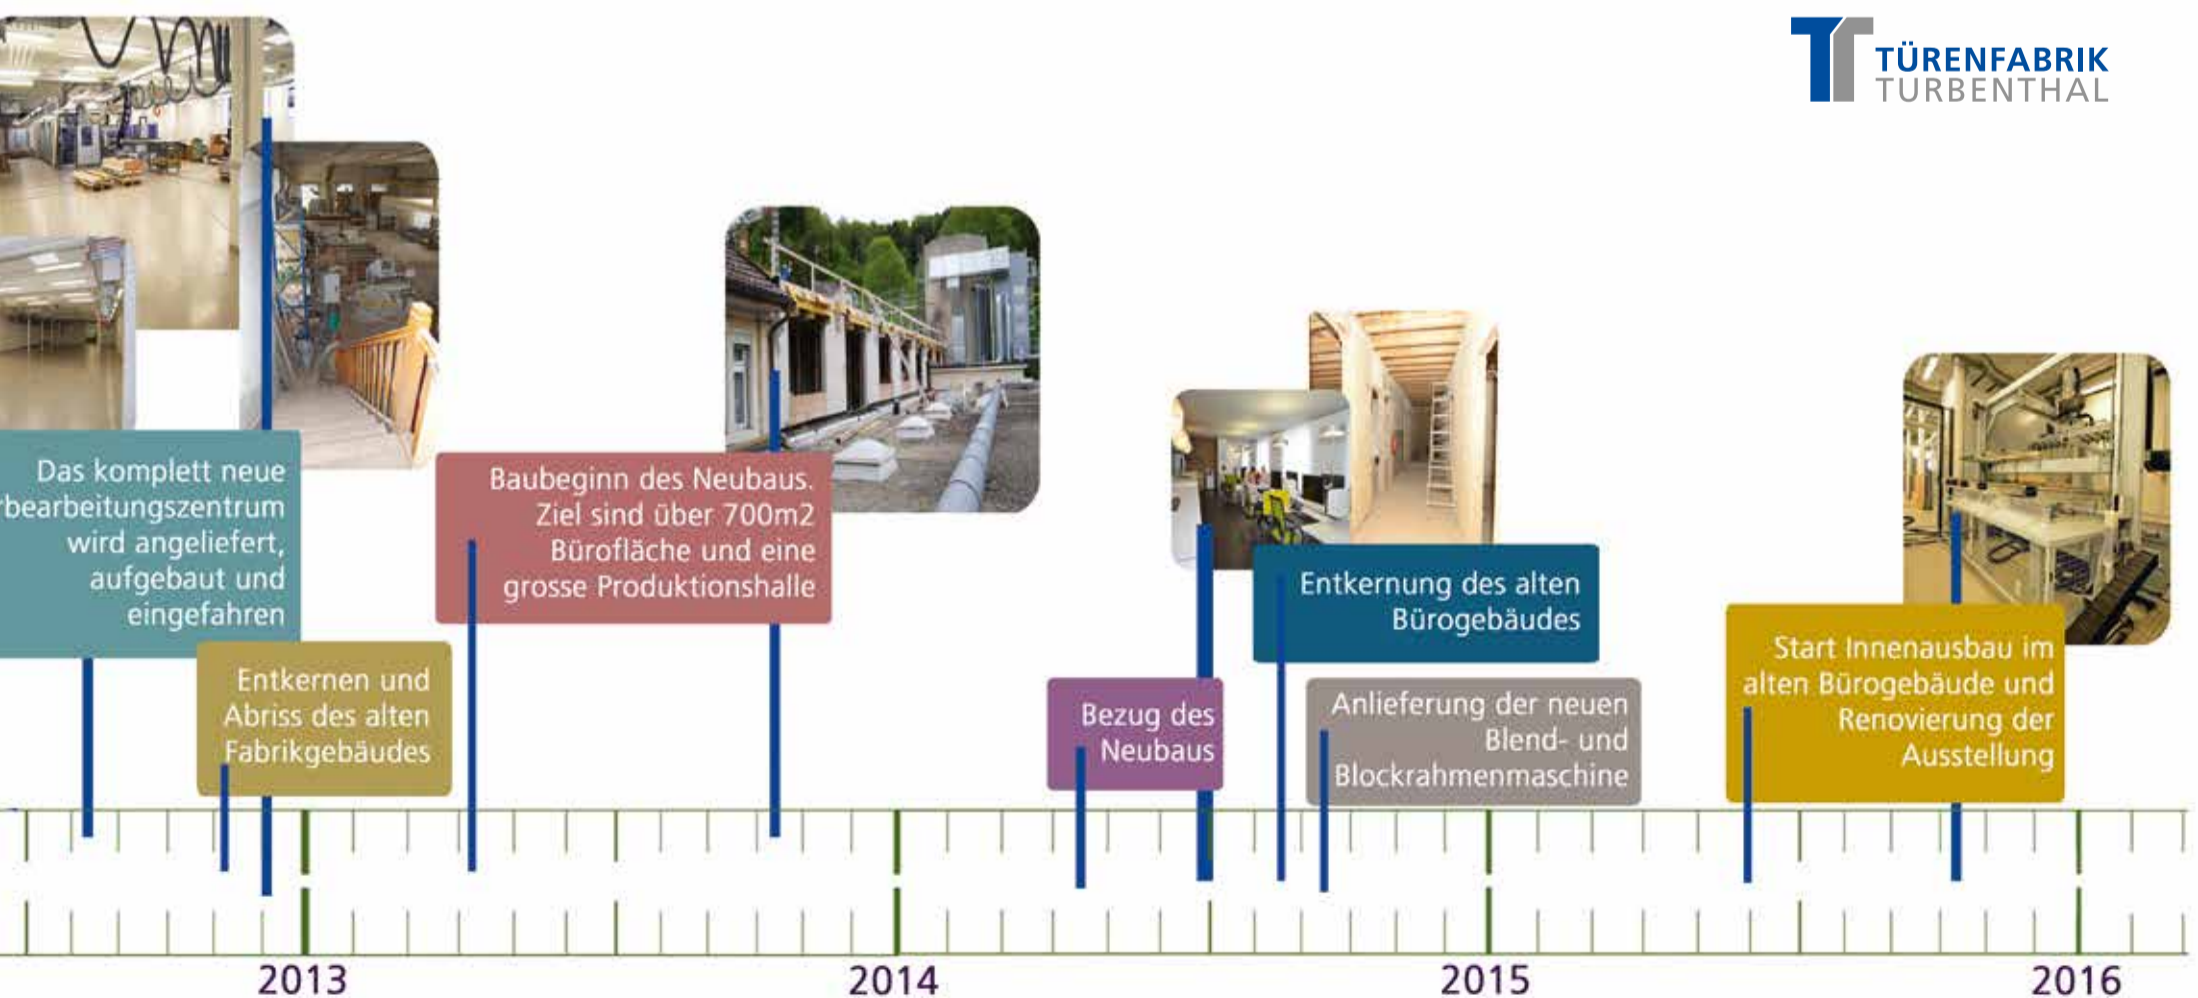 TÜRENFABRIK
TURBENTHAL
Das komplett neue
wird angeliefert,
aufgebaut und
eingefahren
Entkernen und
Abriss des alten
Fabrikgebäudes
Baubeginn des Neubaus.
Ziel sind über 700m2
Bürofläche und eine
grosse Produktionshalle
Bezug des
Neubaus
Entkernung des alten
Bürogebäudes
Anlieferung der neuen
Blend- und
Blockrahmenmaschine
Start Innenausbau im
alten Bürogebäude und
Renovierung der
Ausstellung
2013
2014
2015
2016